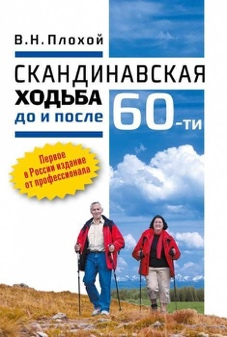 В.Н.Плохой
СКАНДИНАВСКАЯ
ХОДЬБА
до и после
60-ти
Первое
в России издание
от профессионала